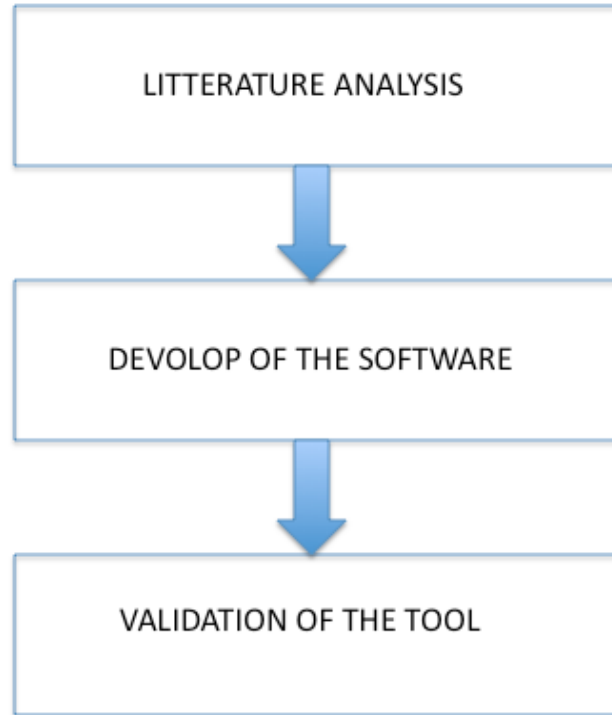 LITTERATURE ANALYSIS
DEVOLOP OF THE SOFTWARE
VALIDATION OF THE TOOL